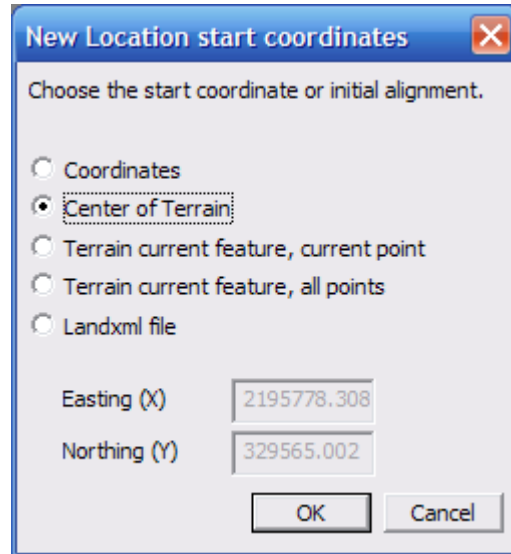 New Location start coordinates
Choose the start coordinate or initial alignment.
Coordinates
Center of Terrain
Terrain current feature, current point
Terrain current feature, all points
Landxml file
Easting (X) 2195778.308
Northing (Y) 329565.002
OK Cancel